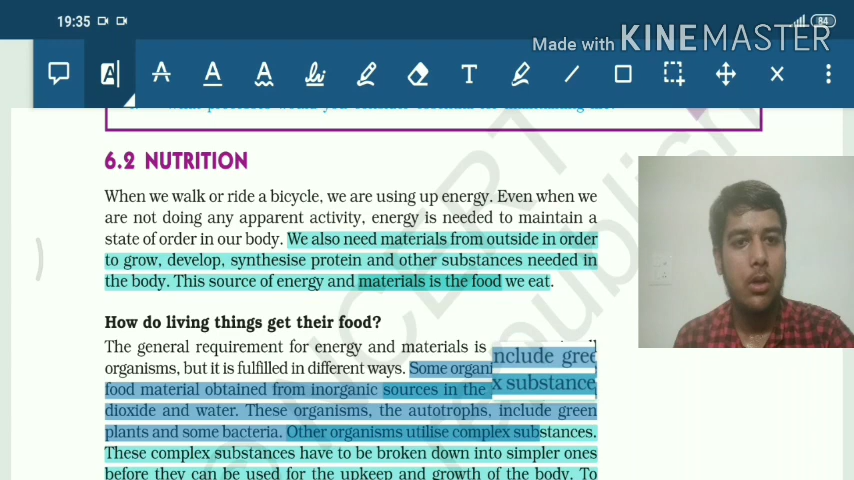 19:35
84
Made with KINEMASTER
6.2 NUTRITION
When we walk or ride a bicycle, we are using up energy. Even when we
are not doing any apparent activity, energy is needed to maintain a
state of order in our body. We also need materials from outside in order
to grow, develop, synthesise protein and other substances needed in
the body. This source of energy and materials is the food we eat.
How do living things get their food?
The general requirement for energy and materials is
organisms, but it is fulfilled in different ways. Some
food material obtained from inorganic sources in the
dioxide and water. These organisms, the autotrophs, include green
plants and some bacteria. Other organisms utilise complex substances.
These complex substances have to be broken down into simpler ones
before they can be used for the upkeep and growth of the body. To